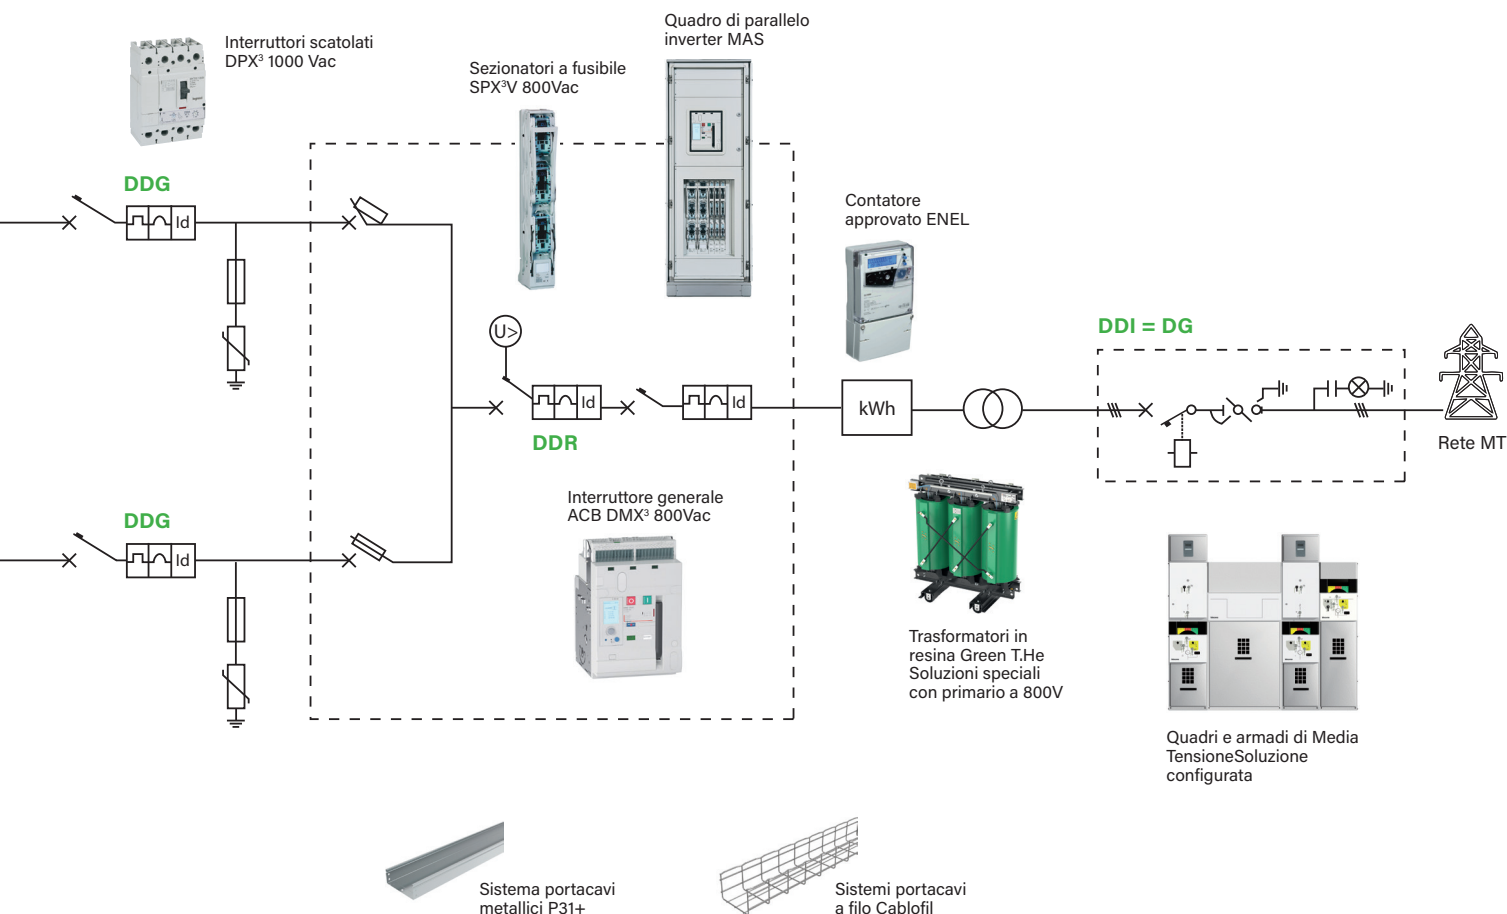 Quadro di parallelo
inverter MAS
Interruttori scatolati
DPX³ 1000 Vac
Sezionatori a fusibile
SPX³V 800Vac
DDG
Id
Contatore
approvato ENEL
U>
DDI = DG
Id
Id
kWh
DDR
Rete MT
Interruttore generale
ACB DMX³ 800Vac
DDG
Id
Trasformatori in
resina Green T.He
Soluzioni speciali
con primario a 800V
Quadri e armadi di Media
TensioneSoluzione
configurata
Sistema portacavi
metallici P31+
Sistemi portacavi
a filo Cablofil